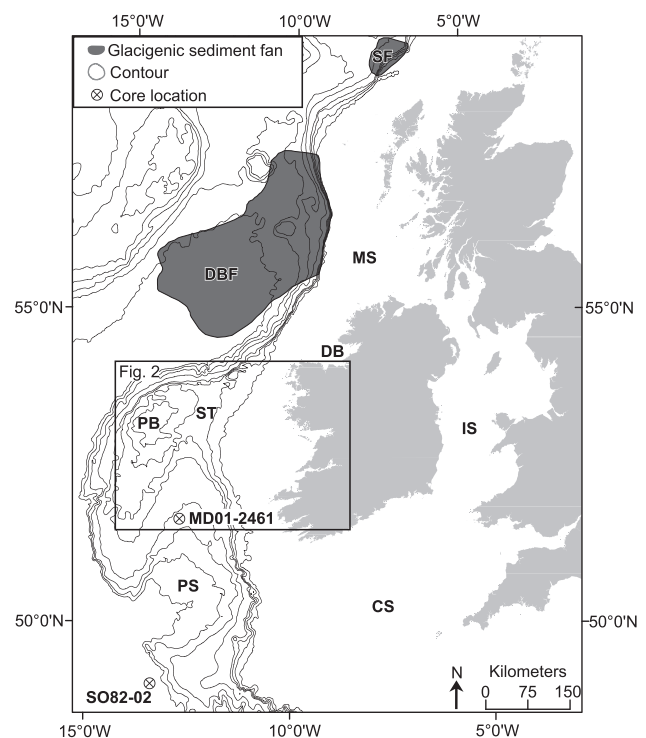 15°0'W 10°0'W 5°0'W
Glacigenic sediment fan
Contour
Core location
SF
MS
DBF
55°0'N 55°0'N
DB
Fig. 2
ST
PB
IS
MD01-2461
PS
CS
50°0'N 50°0'N
N
Kilometers
0 75 150
SO82-02
15°0'W 10°0'W 5°0'W